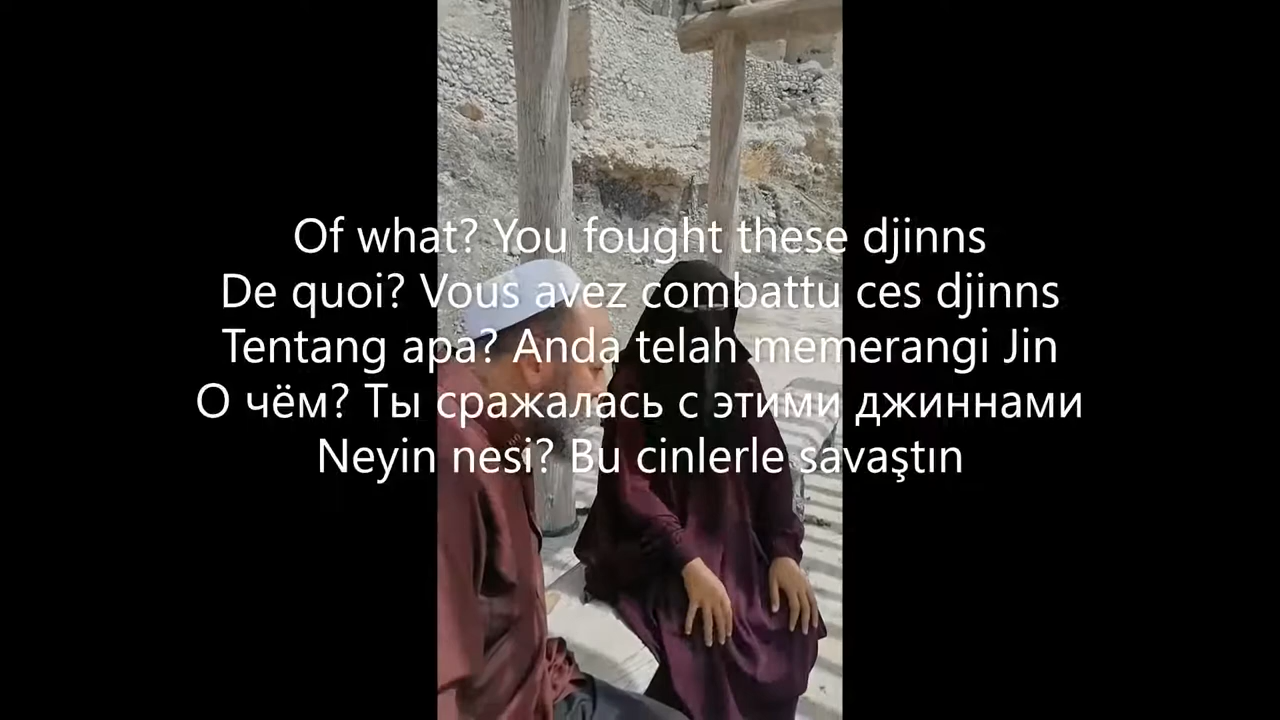 Of what? You fought these djinns
De quoi? Vous avez combattu ces djinns
Tentang apa? Anda telah memerangi Jin
О чём? Ты сражалась с этими джиннами
Neyin nesi? Bu cinlerle savaştın